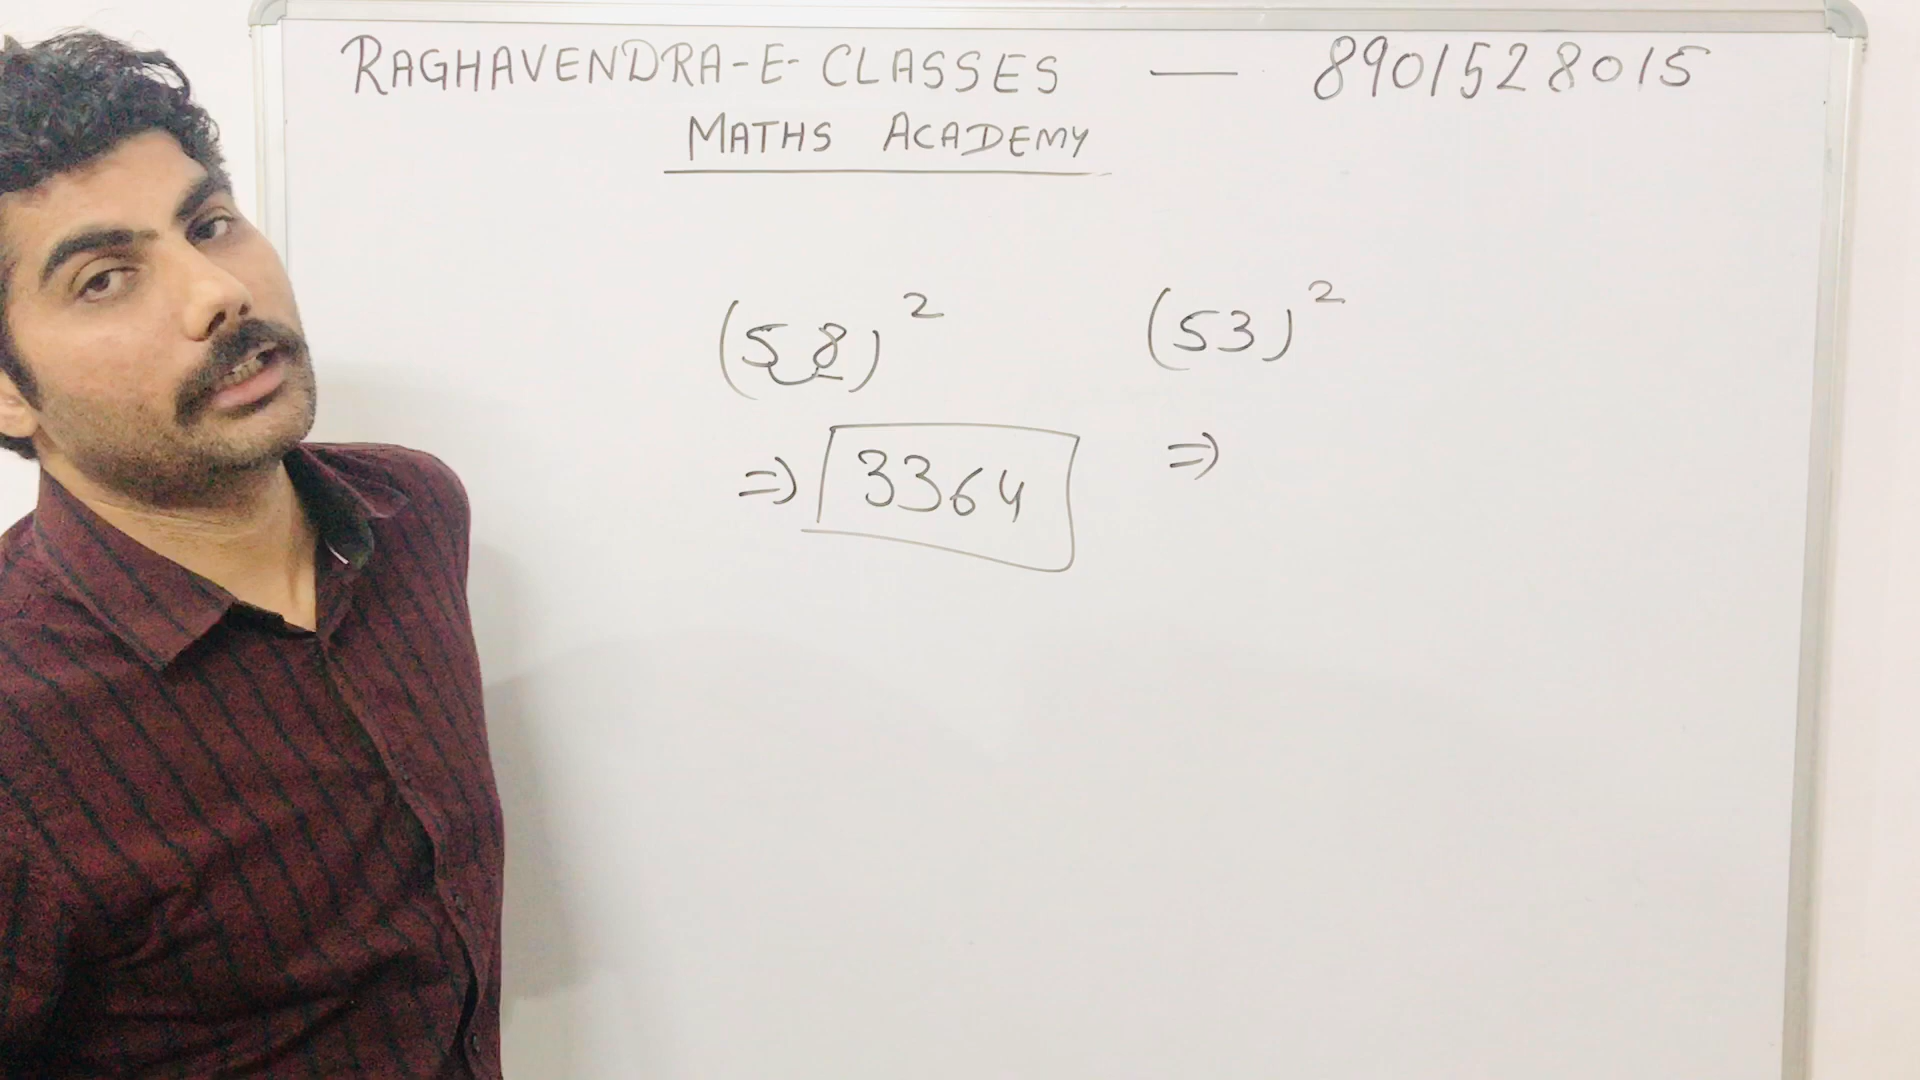 RAGHAVENDRA-E-CLASSES — 8901528015
MATHS ACADEMY
(58)² (53)²
⇒ 3364 ⇒